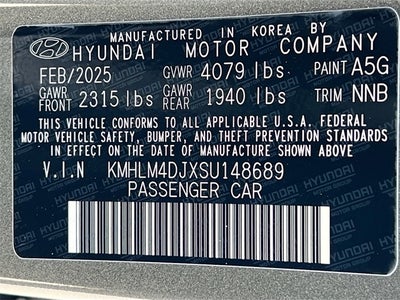 MANUFACTURED IN KOREA BY
HYUNDAI MOTOR COMPANY
FEB/2025 GVWR 4079 lbs PAINT A5G
GAWR FRONT 2315 lbs GAWR REAR 1940 lbs TRIM NNB
THIS VEHICLE CONFORMS TO ALL APPLICABLE U.S.A. FEDERAL
MOTOR VEHICLE SAFETY, BUMPER, AND THEFT PREVENTION STANDARDS
IN EFFECT ON THE DATE OF MANUFACTURE SHOWN ABOVE
V.I.N KMHLM4DJXSU148689
PASSENGER CAR